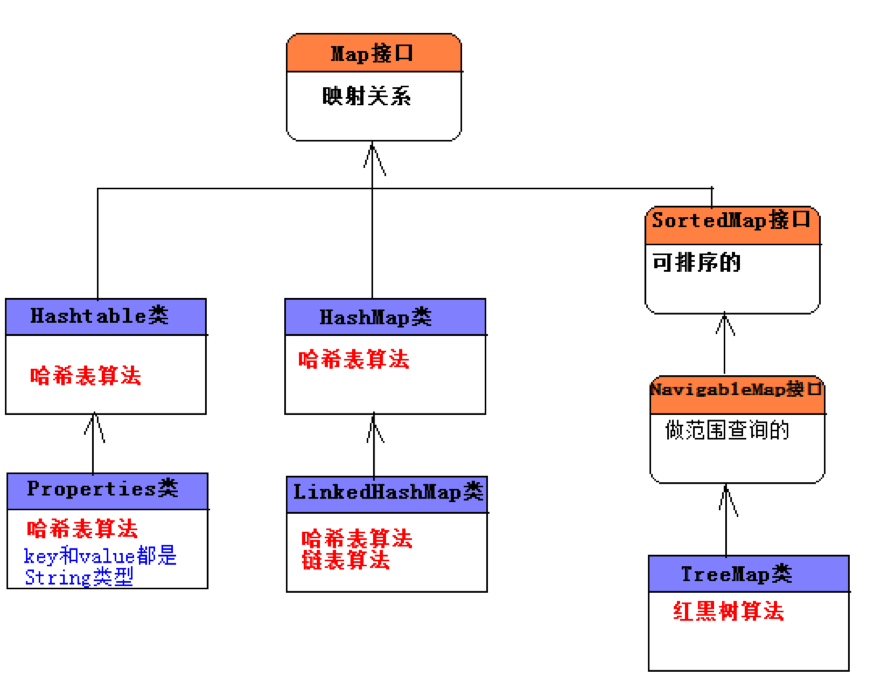 Map接口
映射关系
SortedMap接口
可排序的
Hashtable类
哈希表算法
HashMap类
哈希表算法
NavigableMap接口
做范围查询的
Properties类
哈希表算法
key和value都是
String类型
LinkedHashMap类
哈希表算法
链表算法
TreeMap类
红黑树算法